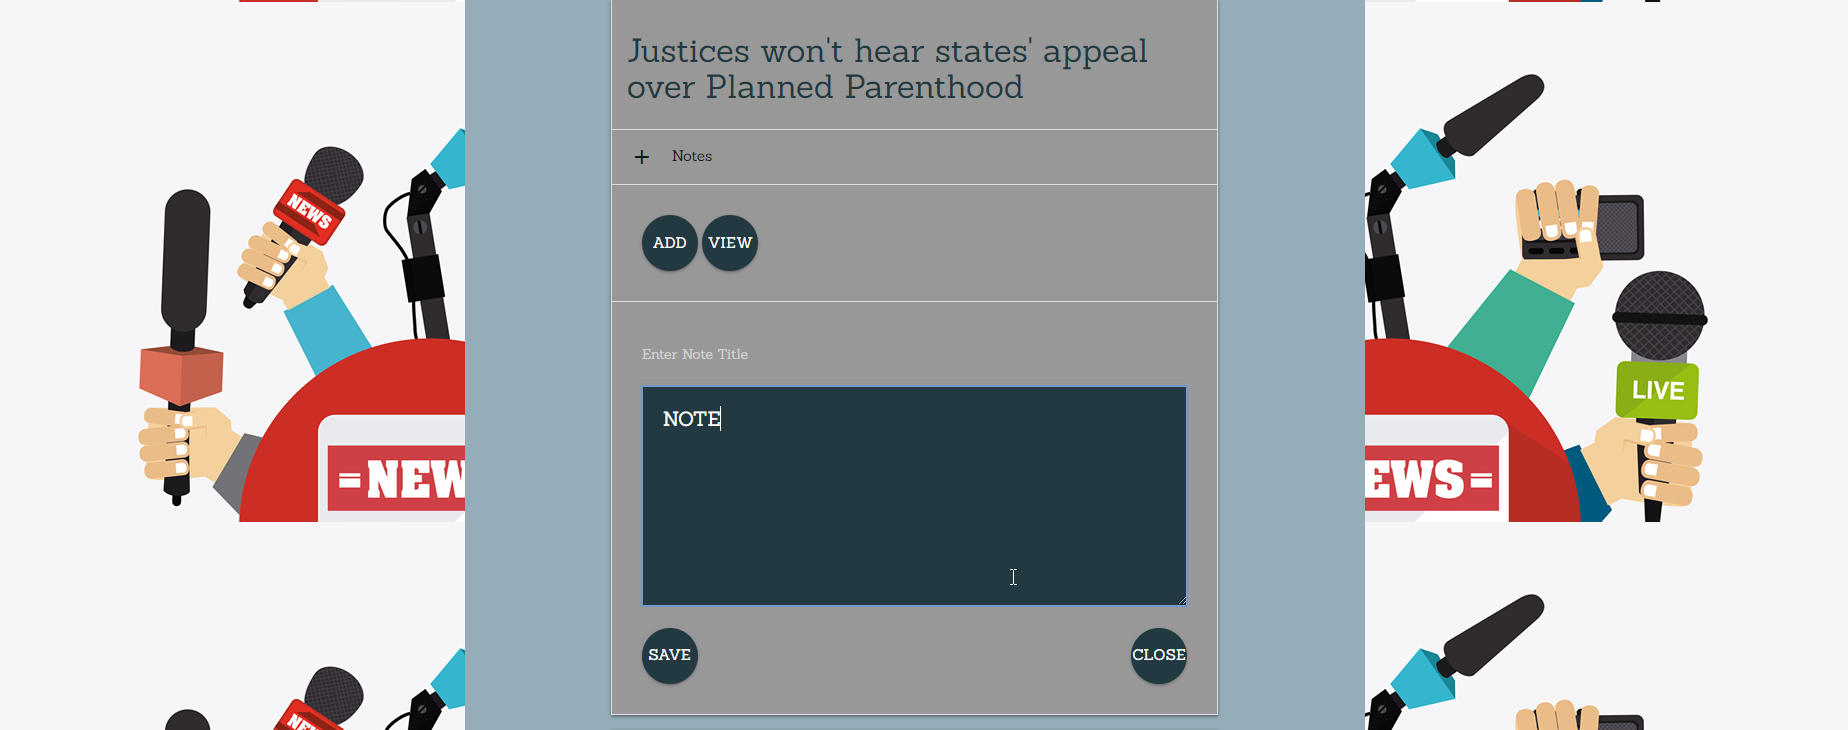 Justices won't hear states' appeal
over Planned Parenthood
+ Notes
ADD VIEW
Enter Note Title
NOTE
SAVE CLOSE
NEWS
=NEW
EWS=
LIVE
NEWS